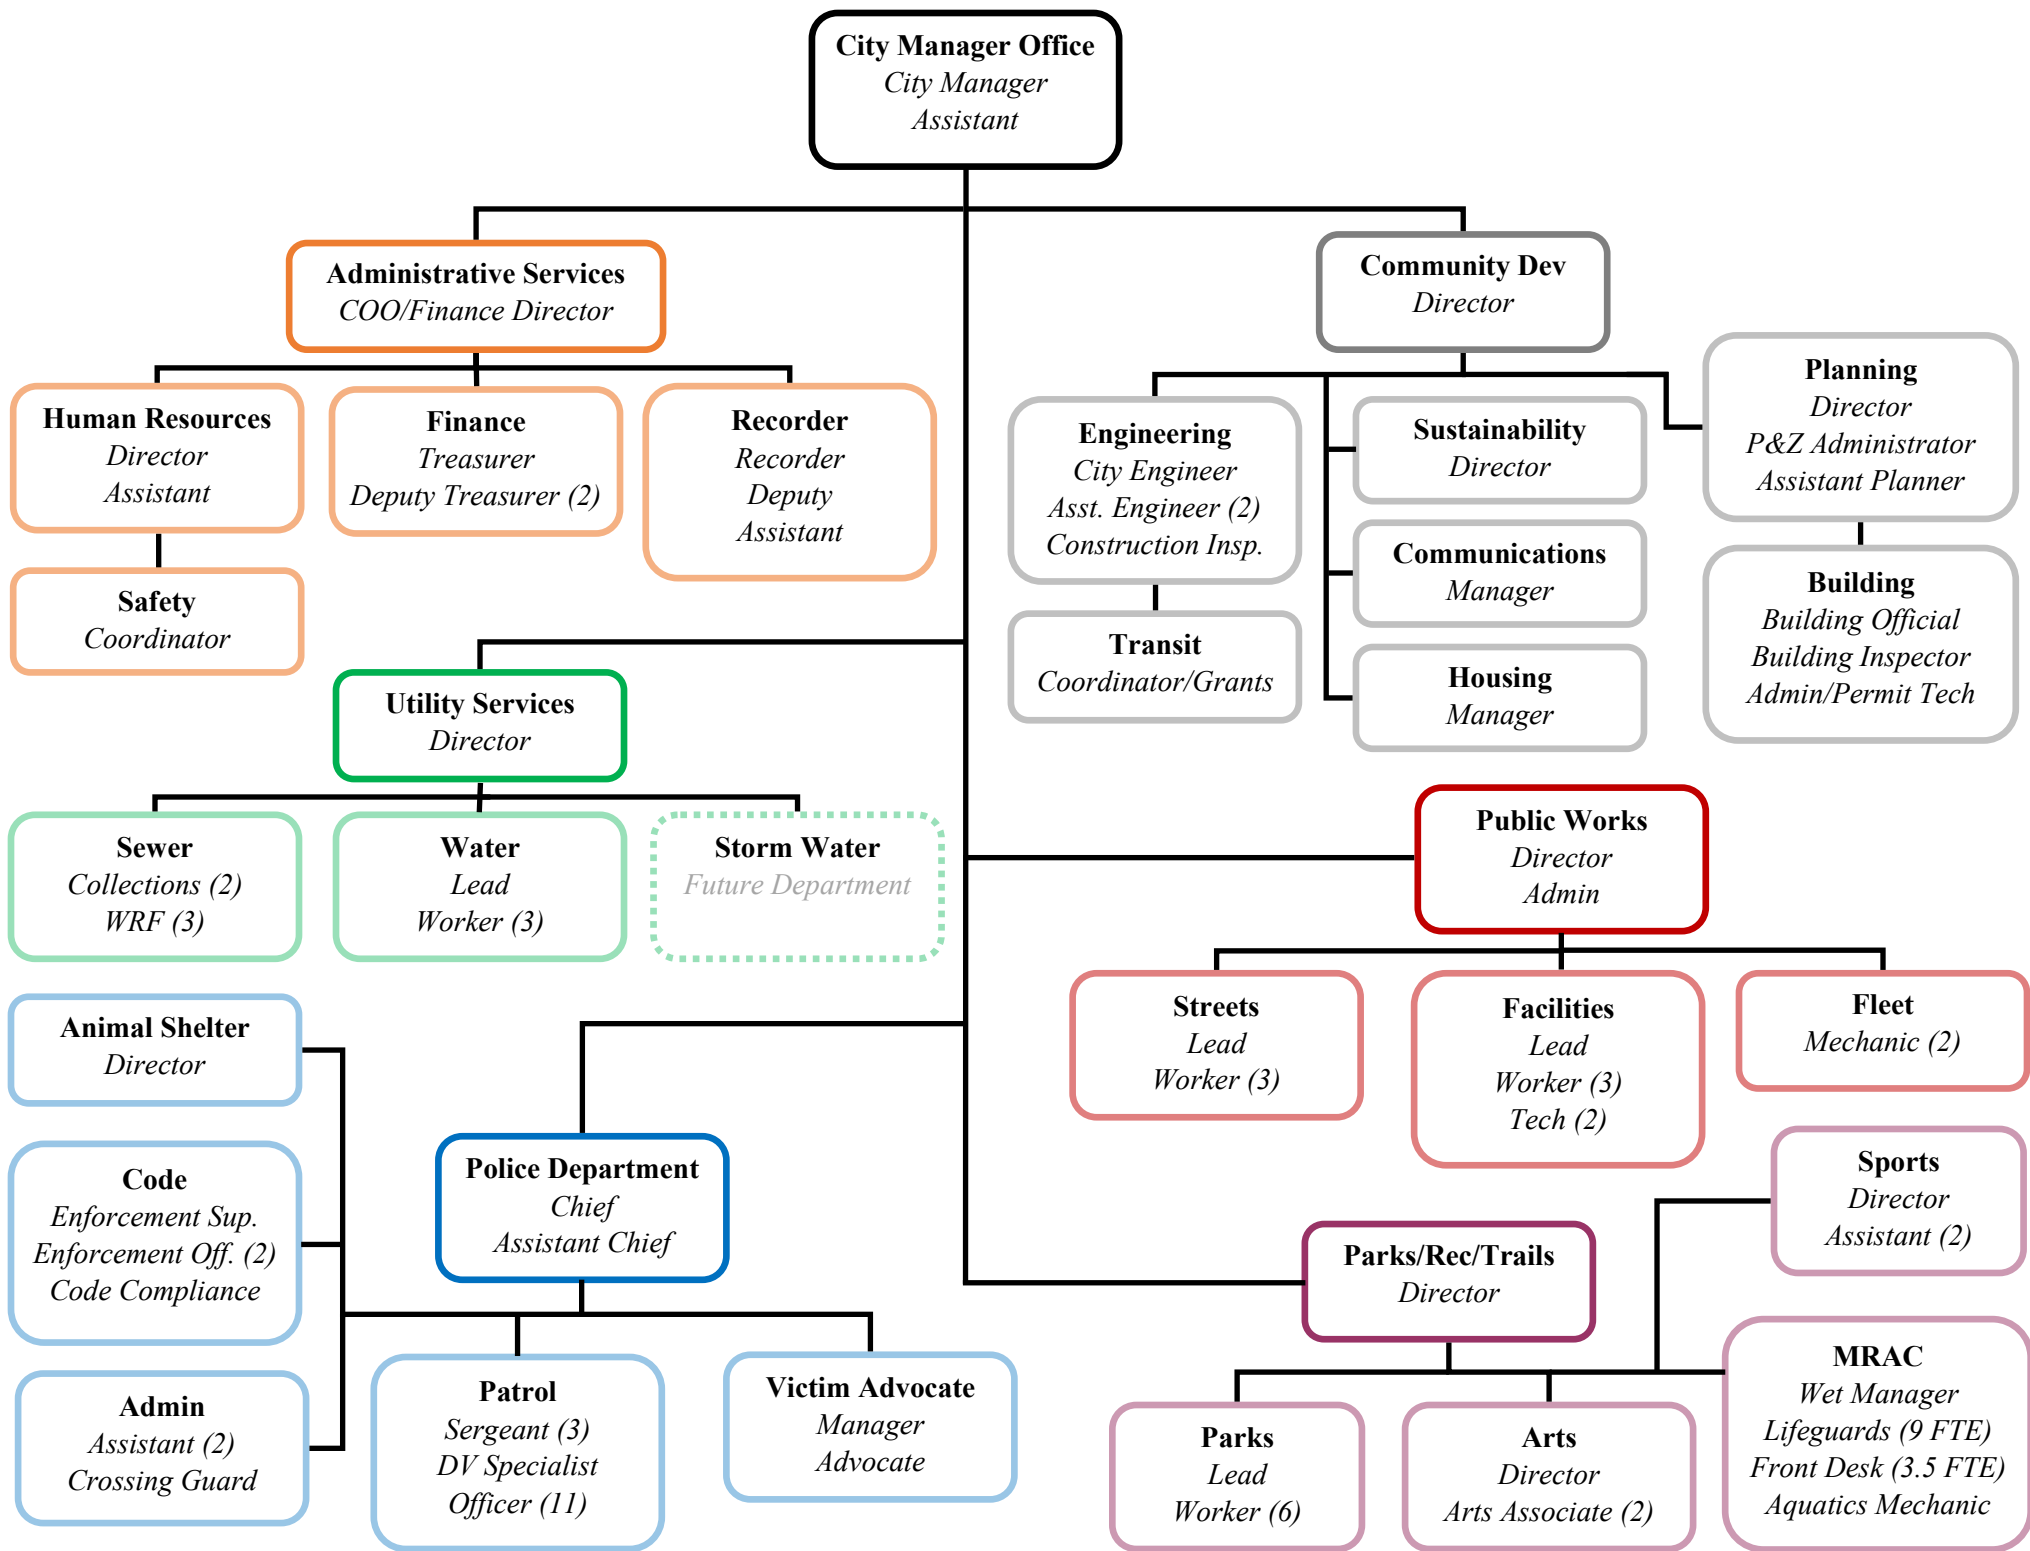 City Manager Office
City Manager
Assistant
Administrative Services
COO/Finance Director
Community Dev
Director
Human Resources
Director
Assistant
Finance
Treasurer
Deputy Treasurer (2)
Recorder
Recorder
Deputy
Assistant
Safety
Coordinator
Engineering
City Engineer
Asst. Engineer (2)
Construction Insp.
Transit
Coordinator/Grants
Sustainability
Director
Communications
Manager
Housing
Manager
Planning
Director
P&Z Administrator
Assistant Planner
Building
Building Official
Building Inspector
Admin/Permit Tech
Utility Services
Director
Sewer
Collections (2)
WRF (3)
Water
Lead
Worker (3)
Storm Water
Future Department
Public Works
Director
Admin
Streets
Lead
Worker (3)
Facilities
Lead
Worker (3)
Tech (2)
Fleet
Mechanic (2)
Animal Shelter
Director
Code
Enforcement Sup.
Enforcement Off. (2)
Code Compliance
Admin
Assistant (2)
Crossing Guard
Police Department
Chief
Assistant Chief
Patrol
Sergeant (3)
DV Specialist
Officer (11)
Victim Advocate
Manager
Advocate
Parks/Rec/Trails
Director
Sports
Director
Assistant (2)
Parks
Lead
Worker (6)
Arts
Director
Arts Associate (2)
MRAC
Wet Manager
Lifeguards (9 FTE)
Front Desk (3.5 FTE)
Aquatics Mechanic